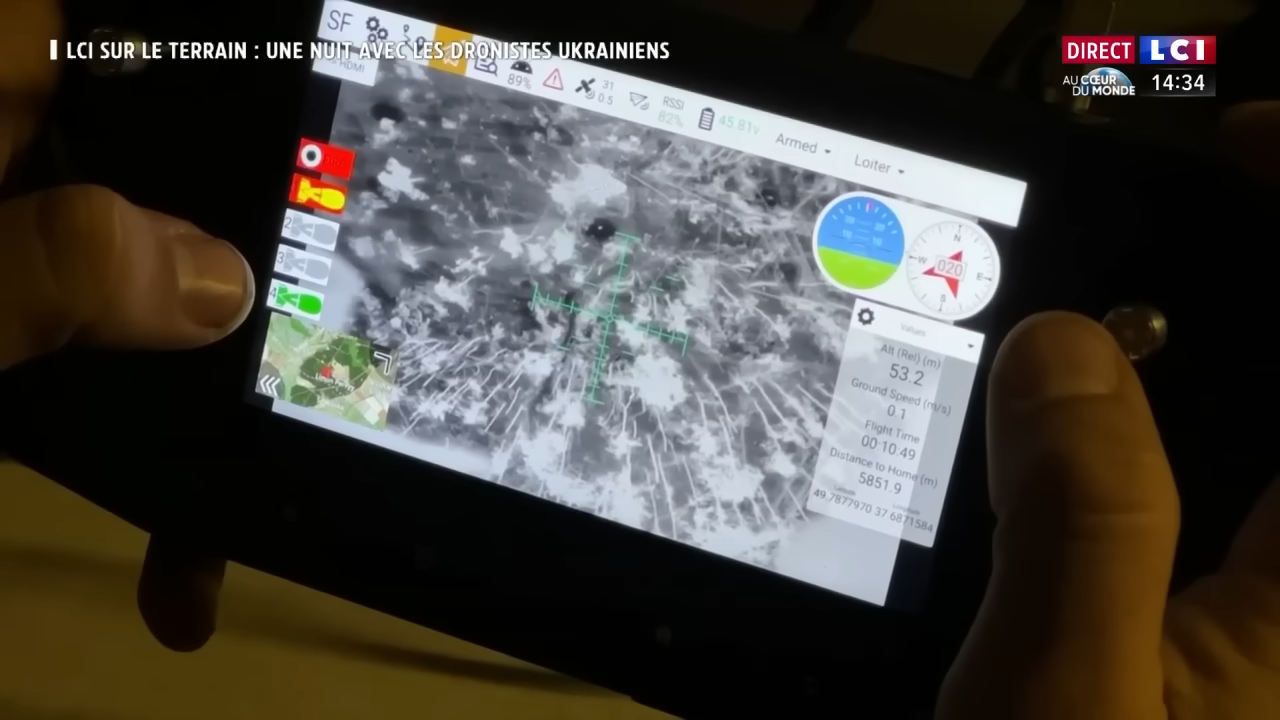 LCI SUR LE TERRAIN : UNE NUIT AVEC LES DRONISTES UKRAINIENS
DIRECT LCI
AU CŒUR DU MONDE
14:34
SF
HDMI
89%
31
0.5
RSSI
82%
45.81v
Armed
Loiter
2
3
4
N
W
E
S
020
Values
Alt (Rel) (m)
53.2
Ground Speed (m/s)
0.1
Flight Time
00:10.49
Distance to Home (m)
5851.9
49.7877970 37.6871584